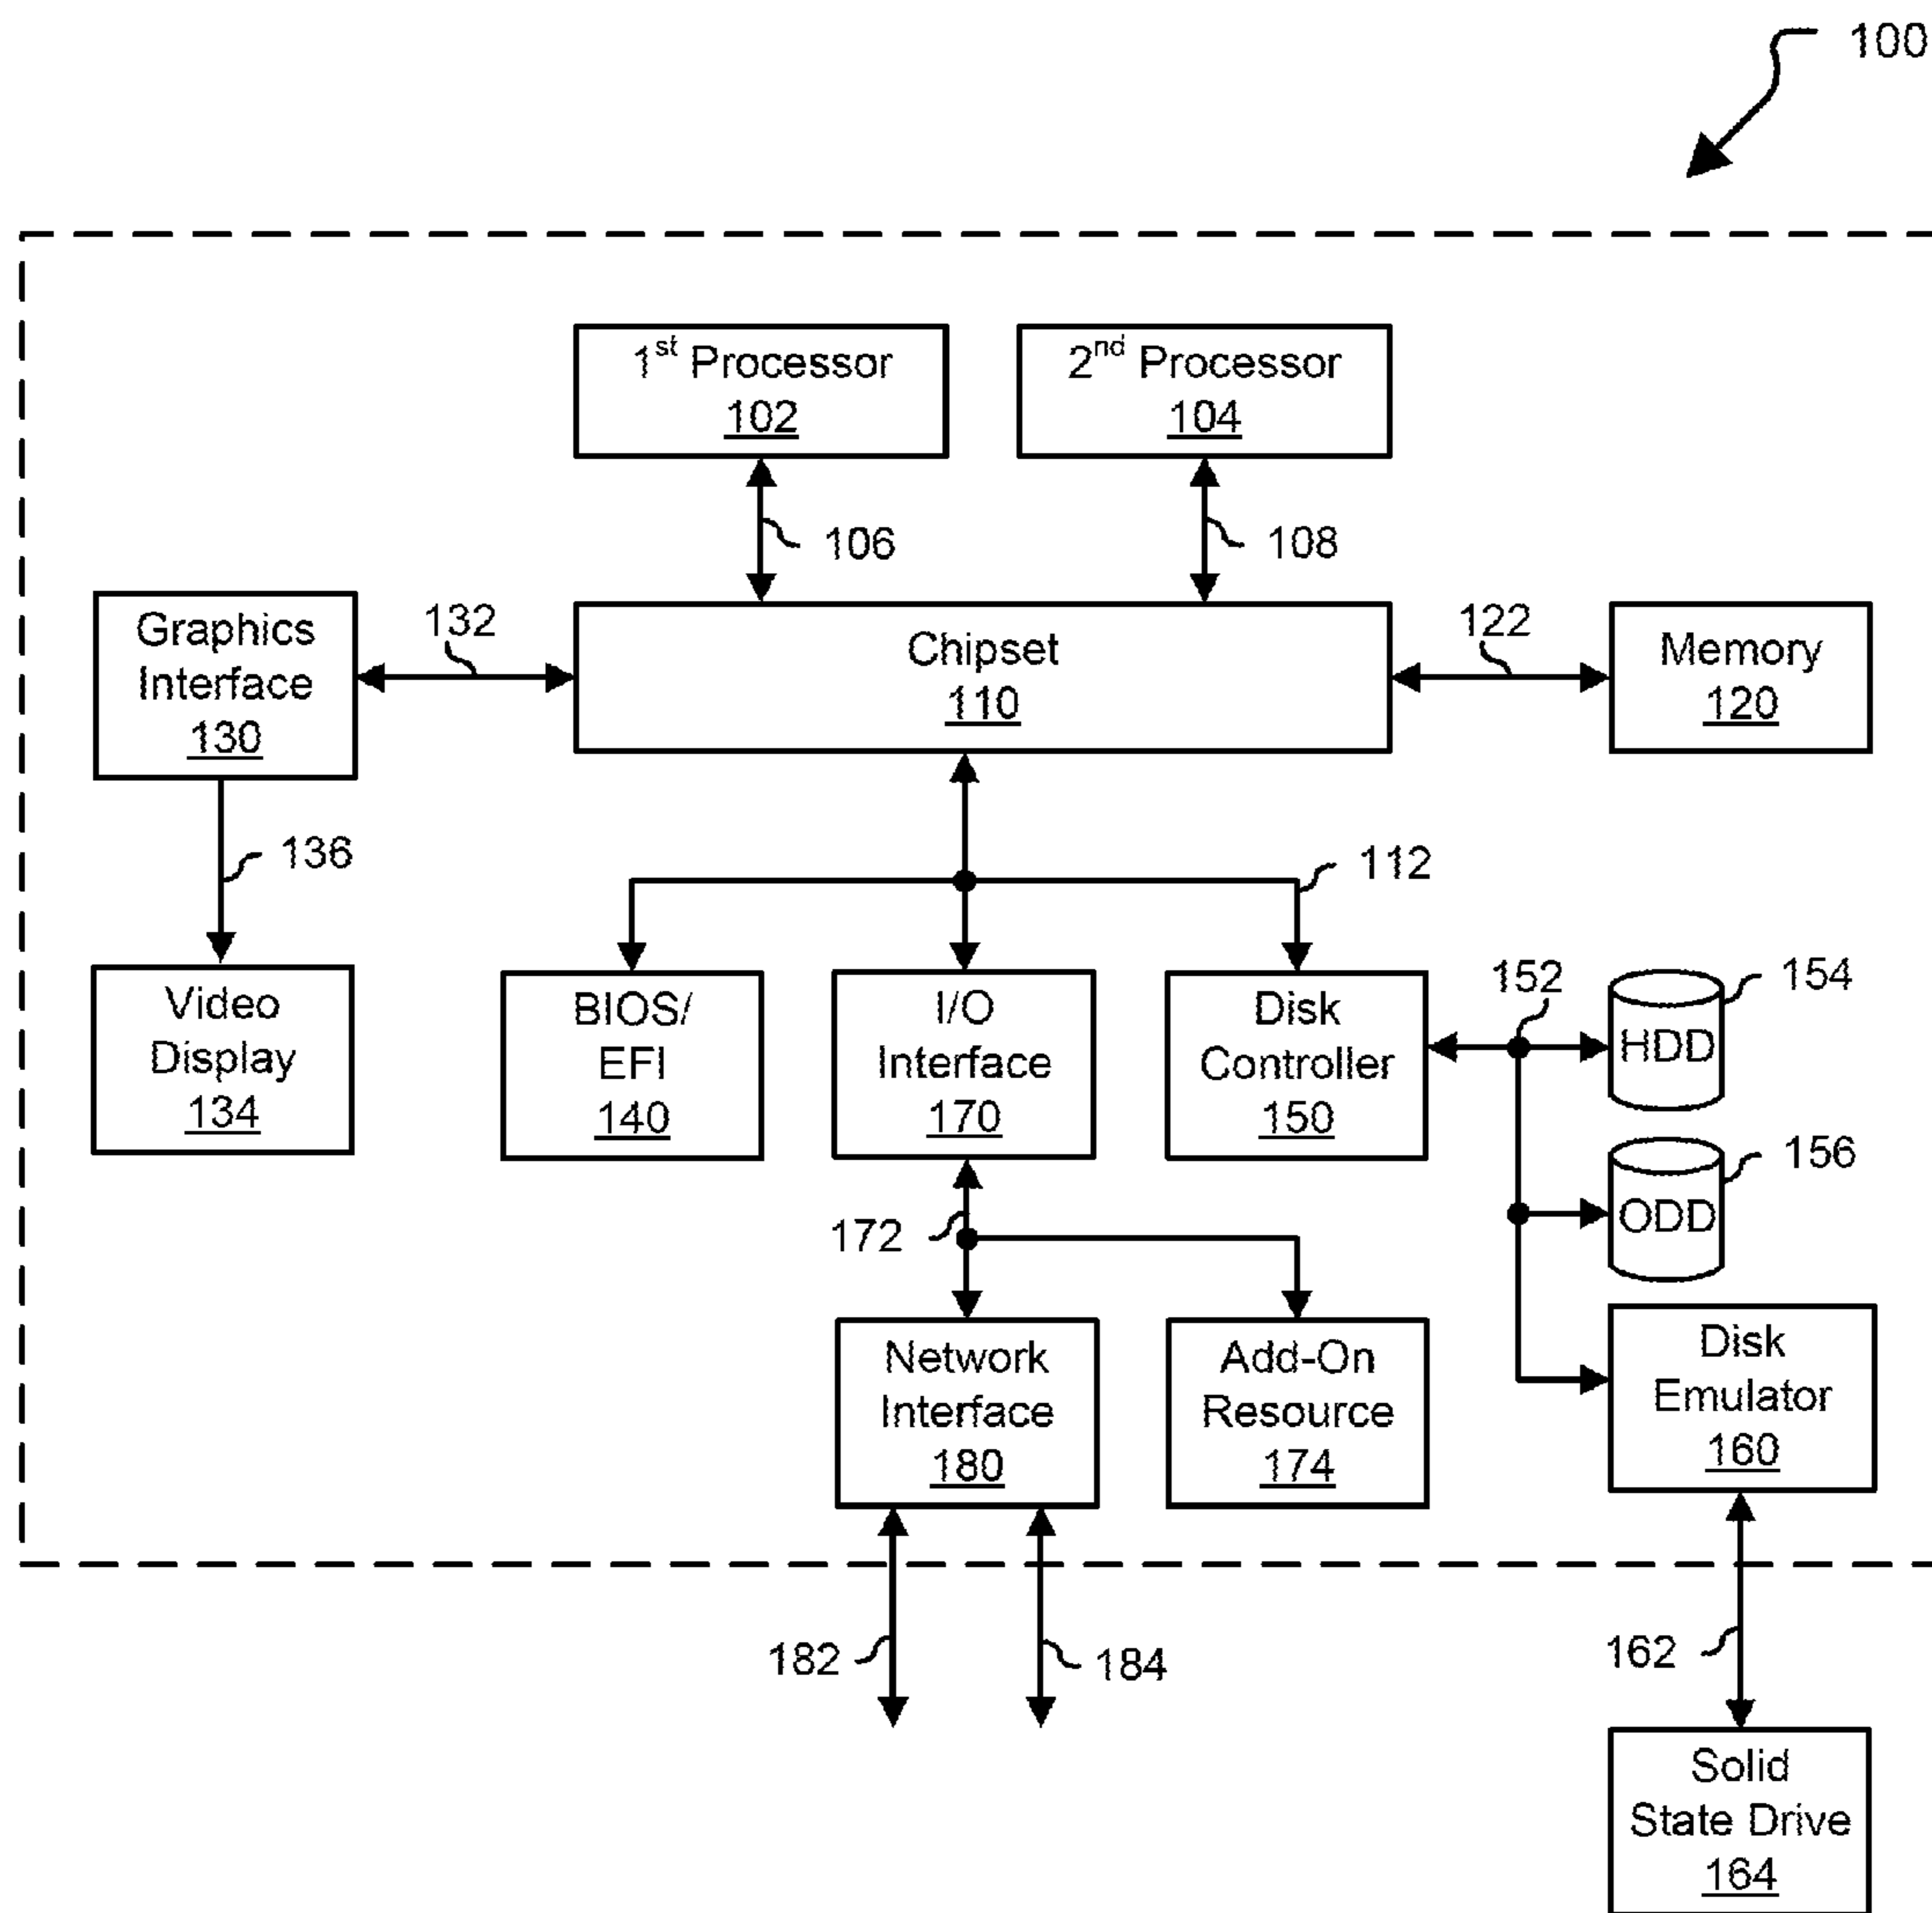 100
1st Processor
102
2nd Processor
104
106
108
Graphics
Interface
130
132
Chipset
110
122
Memory
120
136
112
Video
Display
134
BIOS/
EFI
140
I/O
Interface
170
Disk
Controller
150
152
154
HDD
156
ODD
172
Network
Interface
180
Add-On
Resource
174
Disk
Emulator
160
182
184
162
Solid
State Drive
164